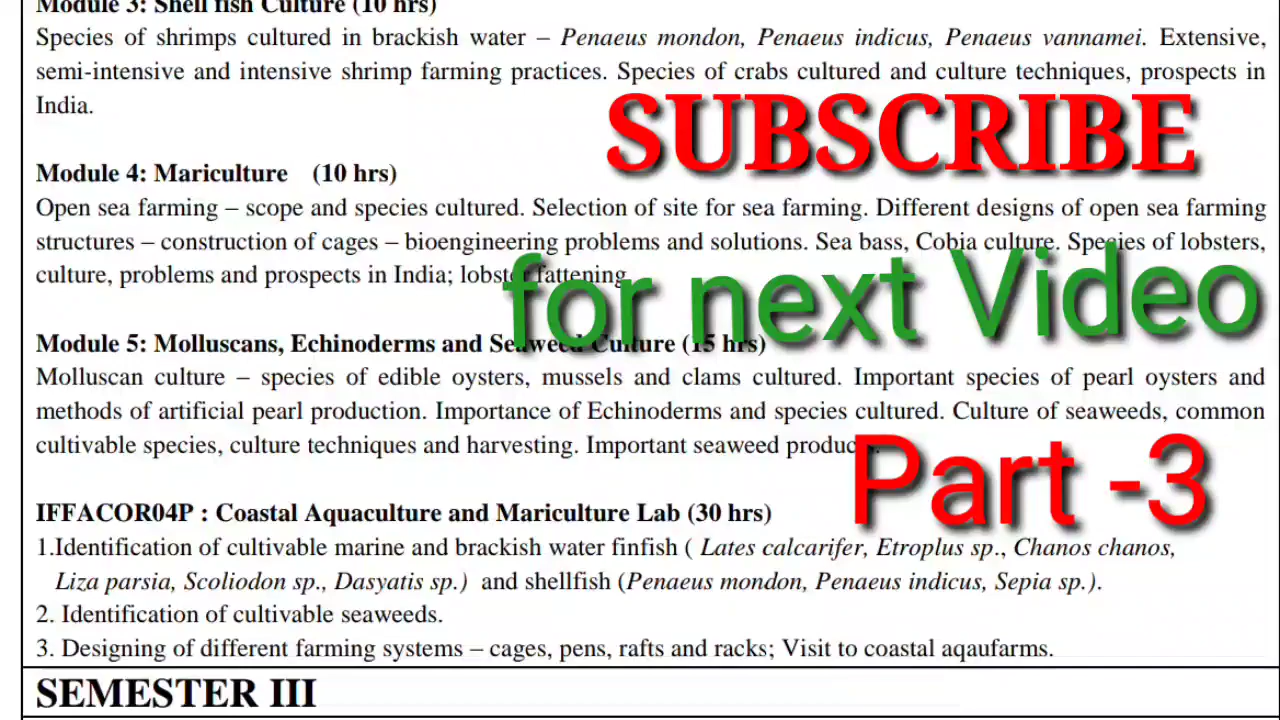 Module 3: Shell fish Culture (10 hrs)
Species of shrimps cultured in brackish water – Penaeus mondon, Penaeus indicus, Penaeus vannamei. Extensive,
semi-intensive and intensive shrimp farming practices. Species of crabs cultured and culture techniques, prospects in
India.
SUBSCRIBE
Module 4: Mariculture (10 hrs)
Open sea farming – scope and species cultured. Selection of site for sea farming. Different designs of open sea farming
structures – construction of cages – bioengineering problems and solutions. Sea bass, Cobia culture. Species of lobsters,
culture, problems and prospects in India; lobster fattening.
for next Video
Module 5: Molluscans, Echinoderms and Seaweed Culture (15 hrs)
Molluscan culture – species of edible oysters, mussels and clams cultured. Important species of pearl oysters and
methods of artificial pearl production. Importance of Echinoderms and species cultured. Culture of seaweeds, common
cultivable species, culture techniques and harvesting. Important seaweed products.
Part -3
IFFACOR04P : Coastal Aquaculture and Mariculture Lab (30 hrs)
1.Identification of cultivable marine and brackish water finfish ( Lates calcarifer, Etroplus sp., Chanos chanos,
Liza parsia, Scoliodon sp., Dasyatis sp.) and shellfish (Penaeus mondon, Penaeus indicus, Sepia sp.).
2. Identification of cultivable seaweeds.
3. Designing of different farming systems – cages, pens, rafts and racks; Visit to coastal aqaufarms.
SEMESTER III